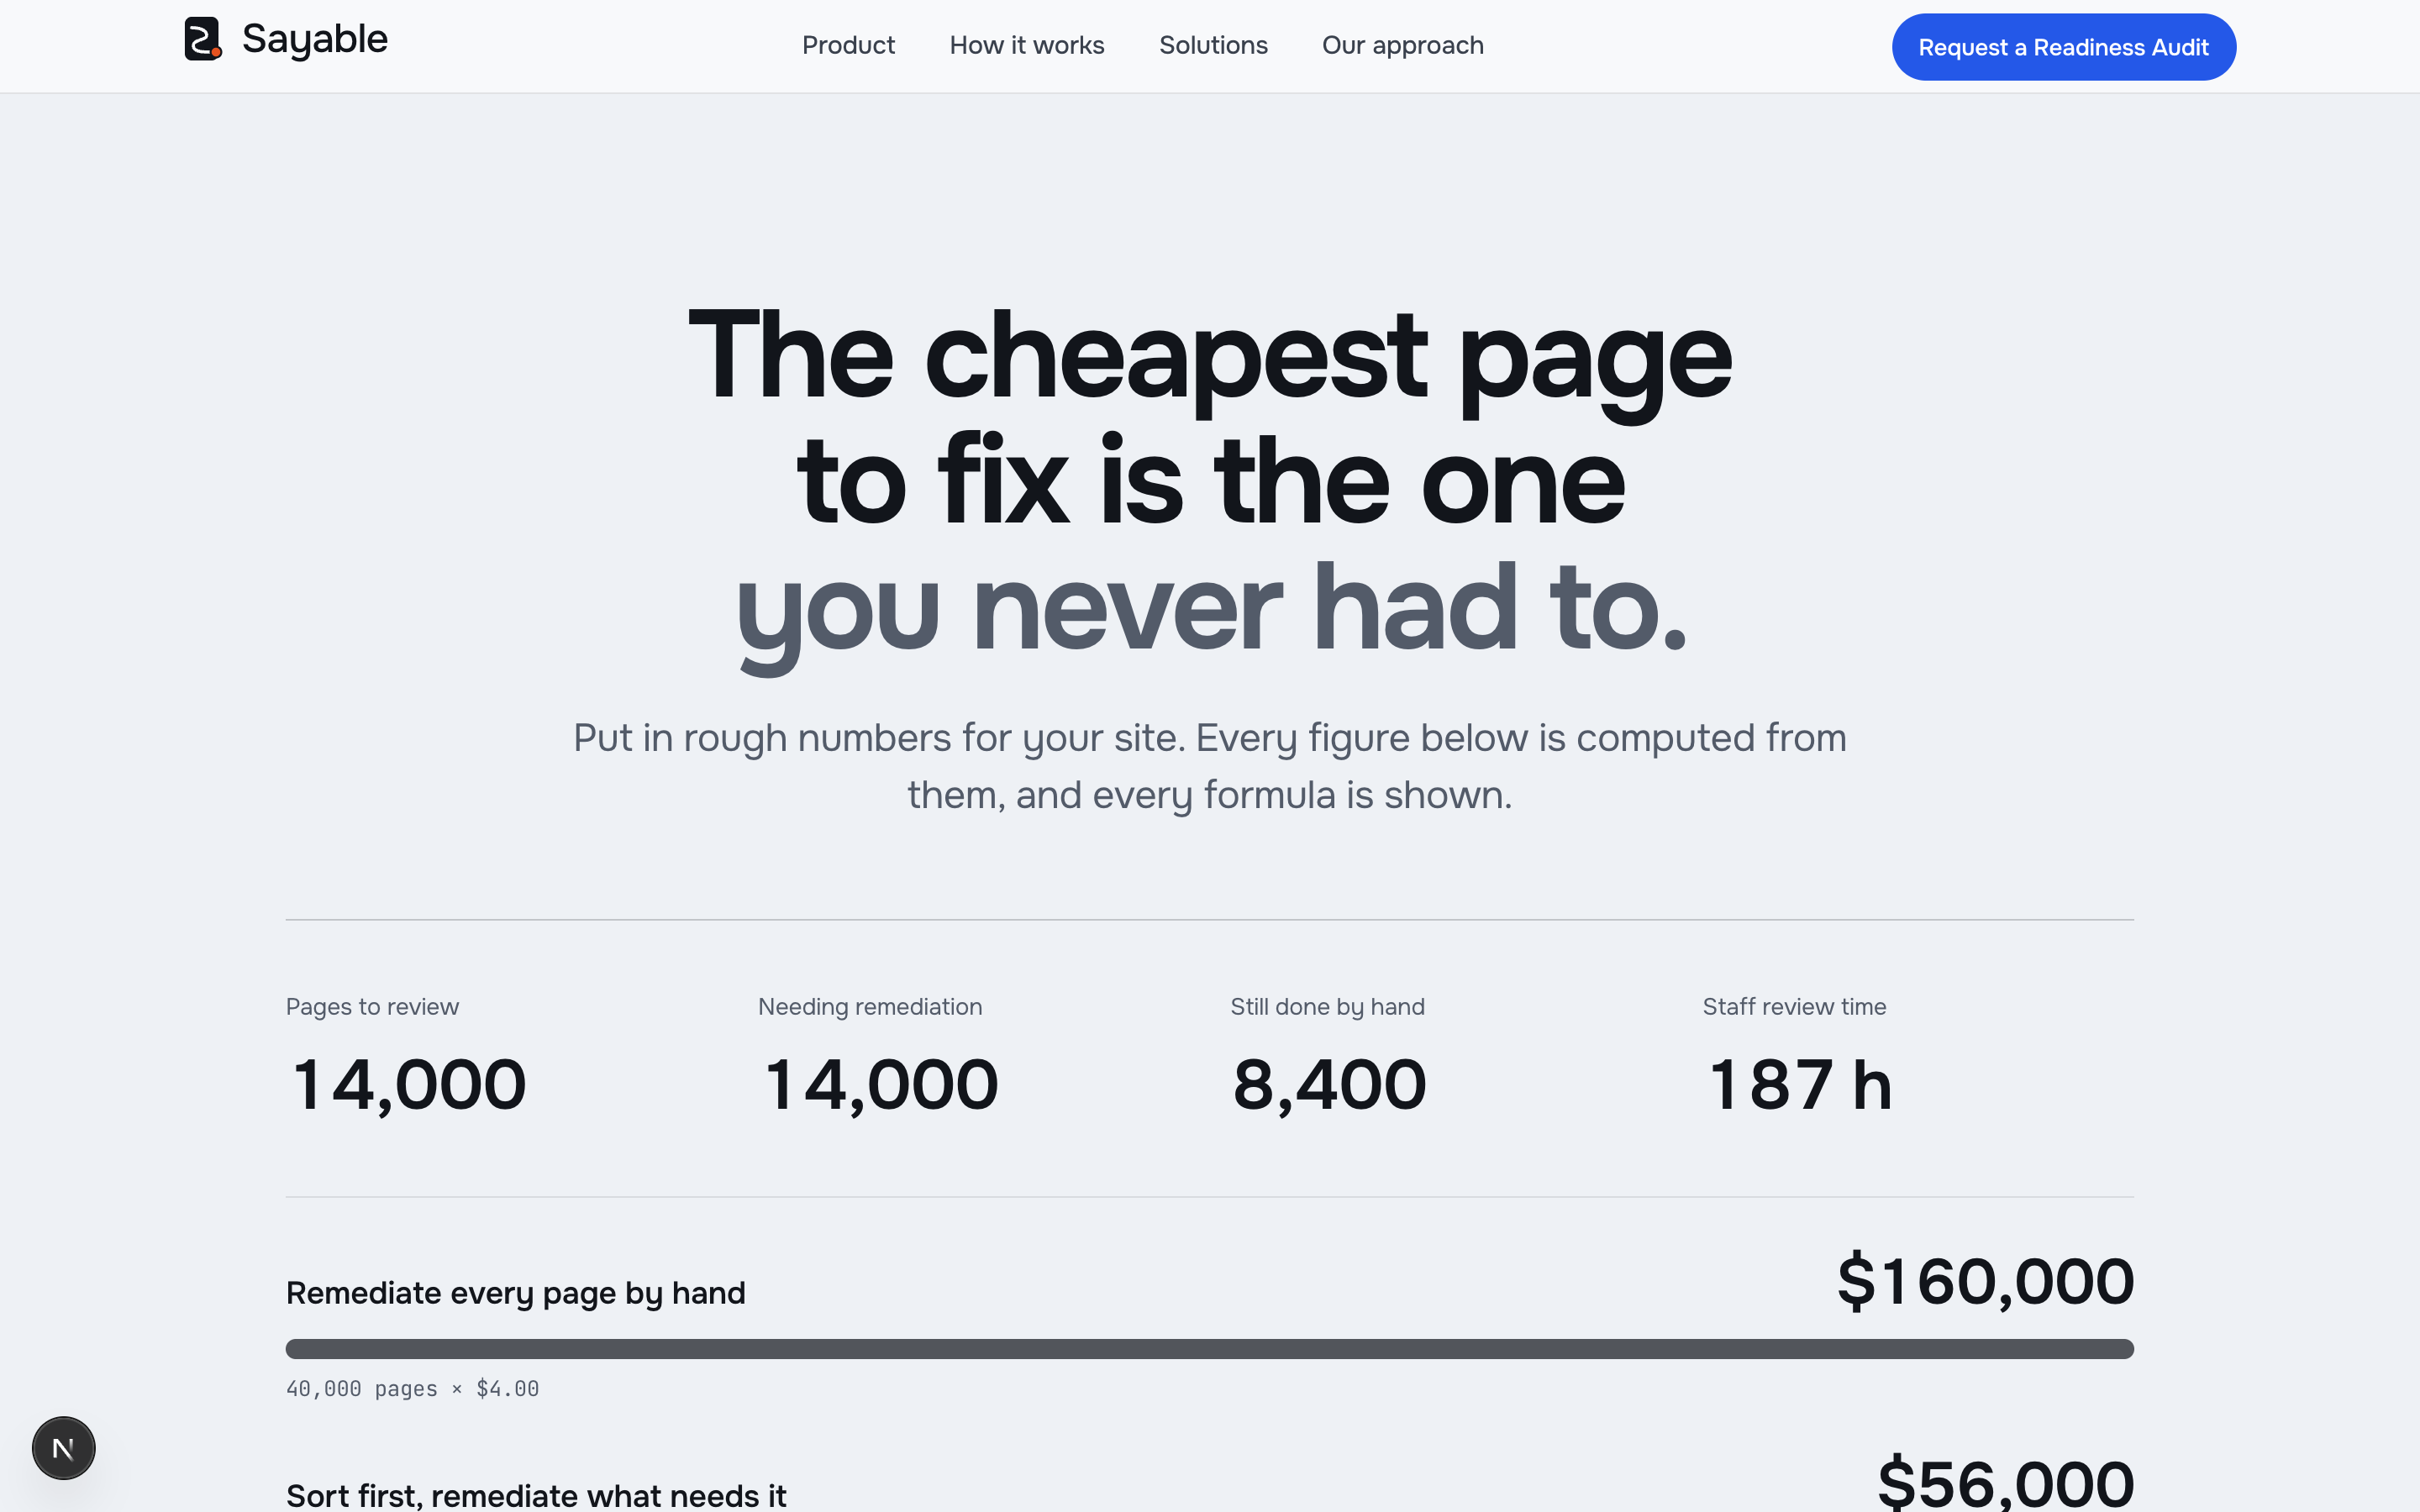 Sayable
Product
How it works
Solutions
Our approach
Request a Readiness Audit
The cheapest page
to fix is the one
you never had to.
Put in rough numbers for your site. Every figure below is computed from
them, and every formula is shown.
Pages to review
14,000
Needing remediation
14,000
Still done by hand
8,400
Staff review time
187 h
Remediate every page by hand
$160,000
40,000 pages × $4.00
N
Sort first, remediate what needs it
$56,000